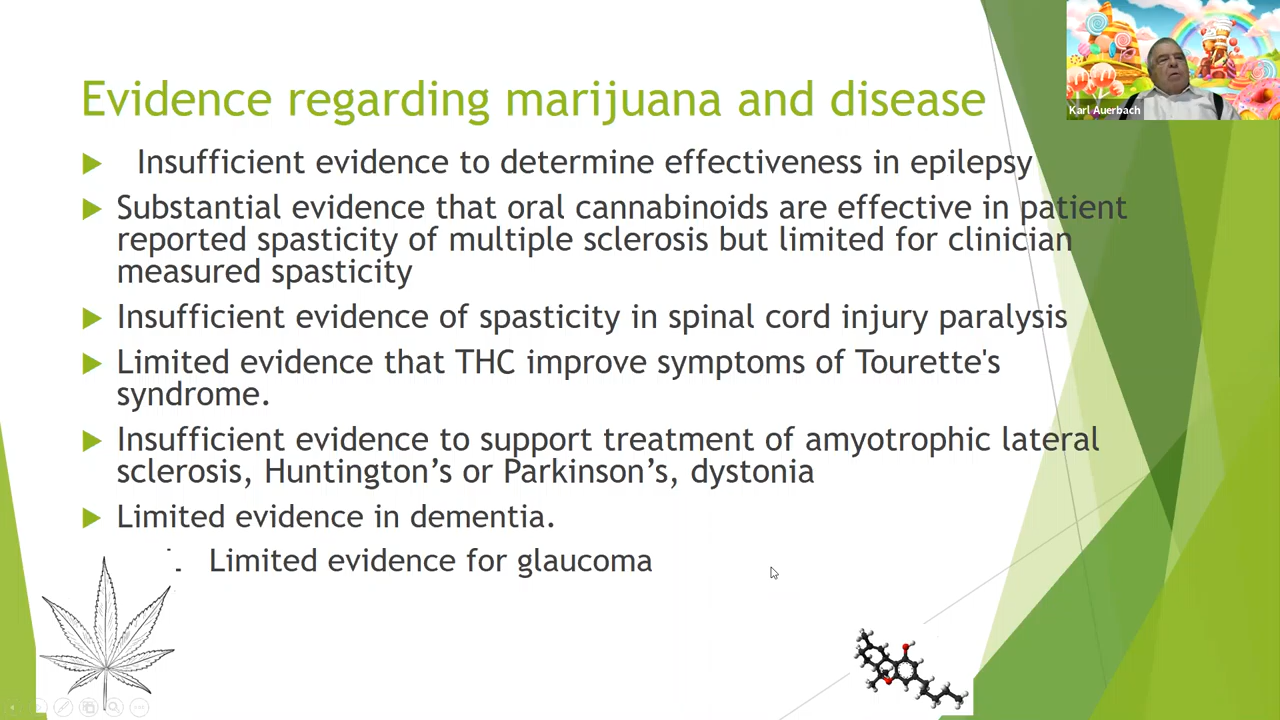 Evidence regarding marijuana and disease
Karl Auerbach
Insufficient evidence to determine effectiveness in epilepsy
Substantial evidence that oral cannabinoids are effective in patient
reported spasticity of multiple sclerosis but limited for clinician
measured spasticity
Insufficient evidence of spasticity in spinal cord injury paralysis
Limited evidence that THC improve symptoms of Tourette's
syndrome.
Insufficient evidence to support treatment of amyotrophic lateral
sclerosis, Huntington’s or Parkinson’s, dystonia
Limited evidence in dementia.
Limited evidence for glaucoma